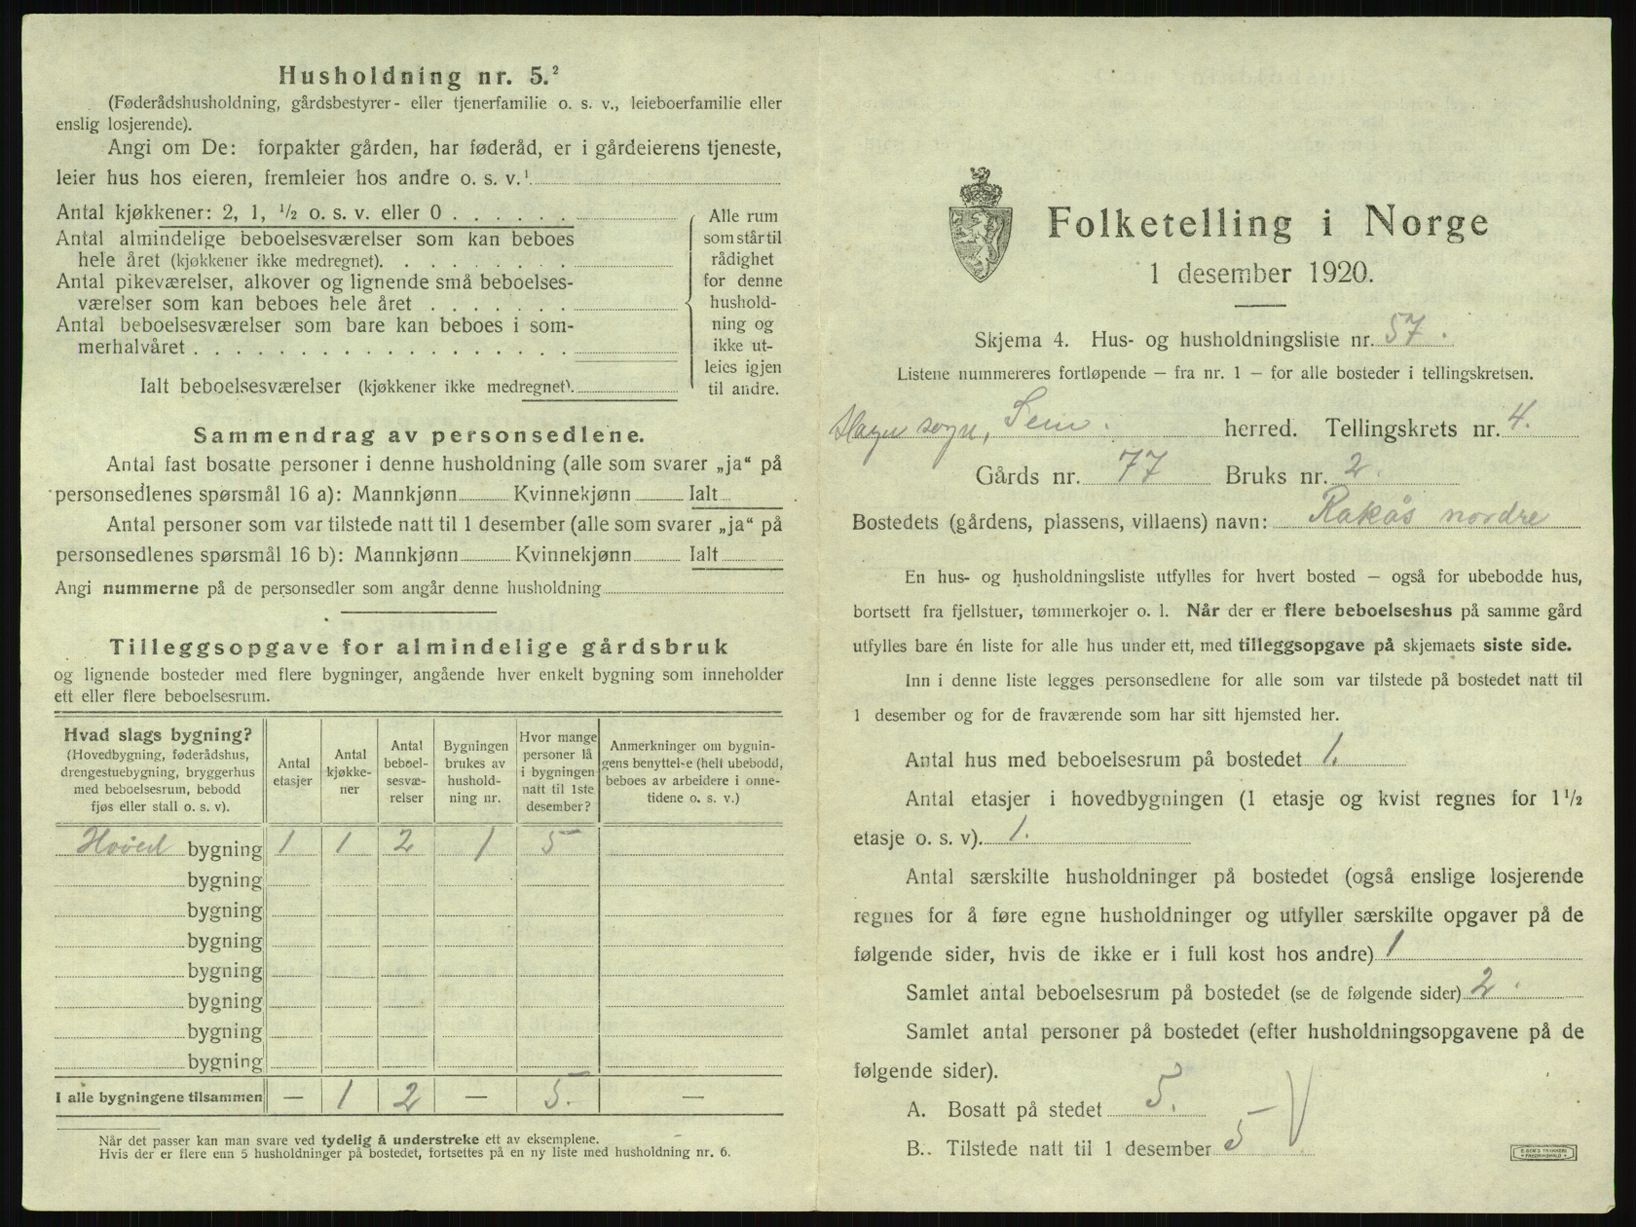 Husholdning nr. 5.²
(Føderådshusholdning, gårdsbestyrer- eller tjenerfamilie o. s. v., leieboerfamilie eller
enslig losjerende).
Angi om De: forpakter gården, har føderåd, er i gårdeierens tjeneste,
leier hus hos eieren, fremleier hos andre o. s. v.¹
Antal kjøkkener: 2, 1, ½ o. s. v. eller 0 . . . . . .
Antal almindelige beboelsesværelser som kan beboes
hele året (kjøkkener ikke medregnet). . . . . . . . .
Antal pikeværelser, alkover og lignende små beboelses-
værelser som kan beboes hele året . . . . . . .
Antal beboelsesværelser som bare kan beboes i som-
merhalvåret . . . . . . . . . . . . . . . . . .
Ialt beboelsesværelser (kjøkkener ikke medregnet).
Alle rum
som står til
rådighet
for denne
hushold-
ning og
ikke ut-
leies igjen
til andre.
Sammendrag av personsedlene.
Antal fast bosatte personer i denne husholdning (alle som svarer „ja“ på
personsedlenes spørsmål 16 a): Mannkjønn Kvinnekjønn Ialt
Antal personer som var tilstede natt til 1 desember (alle som svarer „ja“ på
personsedlenes spørsmål 16 b): Mannkjønn Kvinnekjønn Ialt
Angi nummerne på de personsedler som angår denne husholdning
Tilleggsopgave for almindelige gårdsbruk
og lignende bosteder med flere bygninger, angående hver enkelt bygning som inneholder
ett eller flere beboelsesrum.
Hvad slags bygning?
(Hovedbygning, føderådshus,
drengestuebygning, bryggerhus
med beboelsesrum, bebodd
fjøs eller stall o. s. v).
Antal
etasjer
Antal
kjøkke-
ner
Antal
beboel-
sesvæ-
relser
Bygningen
brukes av
hushold-
ning nr.
Hvor mange
personer lå
i bygningen
natt til 1ste
desember?
Anmerkninger om bygnin-
gens benyttelse (helt ubebodd,
beboes av arbeidere i onne-
tidene o. s. v.)
Hoved bygning 1 1 2 1 5
bygning
bygning
bygning
bygning
bygning
bygning
bygning
I alle bygningene tilsammen — 1 2 — 5. —
Når det passer kan man svare ved tydelig å understreke ett av eksemplene.
Hvis der er flere enn 5 husholdninger på bostedet, fortsettes på en ny liste med husholdning nr. 6.
Folketelling i Norge
1 desember 1920.
Skjema 4. Hus- og husholdningsliste nr. 57.
Listene nummereres fortløpende — fra nr. 1 — for alle bosteder i tellingskretsen.
Slagn sogn, Sem. herred. Tellingskrets nr. 4.
Gårds nr. 77 Bruks nr. 2.
Bostedets (gårdens, plassens, villaens) navn: Rakås nordre
En hus- og husholdningsliste utfylles for hvert bosted — også for ubebodde hus,
bortsett fra fjellstuer, tømmerkojer o. l. Når der er flere beboelseshus på samme gård
utfylles bare én liste for alle hus under ett, med tilleggsopgave på skjemaets siste side.
Inn i denne liste legges personsedlene for alle som var tilstede på bostedet natt til
1 desember og for de fraværende som har sitt hjemsted her.
Antal hus med beboelsesrum på bostedet 1.
Antal etasjer i hovedbygningen (1 etasje og kvist regnes for 1½
etasje o. s. v). 1.
Antal særskilte husholdninger på bostedet (også enslige losjerende
regnes for å føre egne husholdninger og utfyller særskilte opgaver på de
følgende sider, hvis de ikke er i full kost hos andre) 1
Samlet antal beboelsesrum på bostedet (se de følgende sider) 2.
Samlet antal personer på bostedet (efter husholdningsopgavene på de
følgende sider).
A. Bosatt på stedet 5.
B. Tilstede natt til 1 desember 5